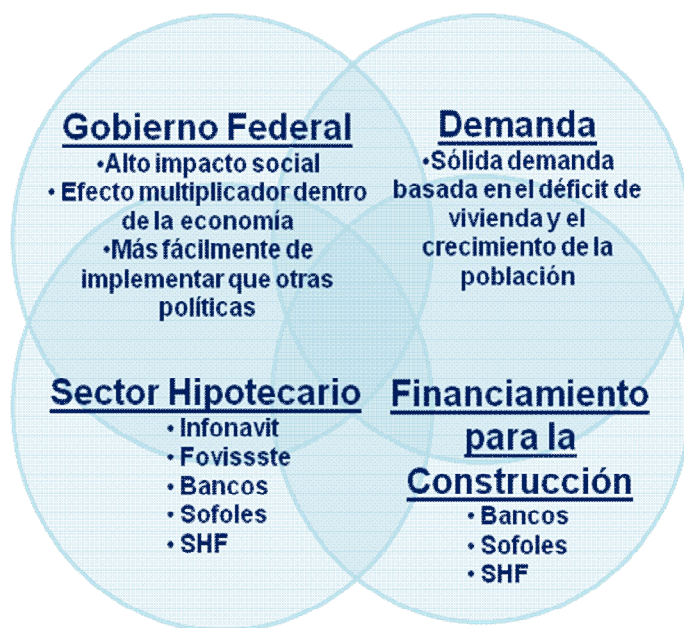 Gobierno Federal
•Alto impacto social
• Efecto multiplicador dentro
de la economía
•Más fácilmente de
implementar que otras
políticas
Demanda
•Sólida demanda
basada en el déficit de
vivienda y el
crecimiento de la
población
Sector Hipotecario
• Infonavit
• Fovissste
• Bancos
• Sofoles
• SHF
Financiamiento
para la
Construcción
• Bancos
• Sofoles
• SHF